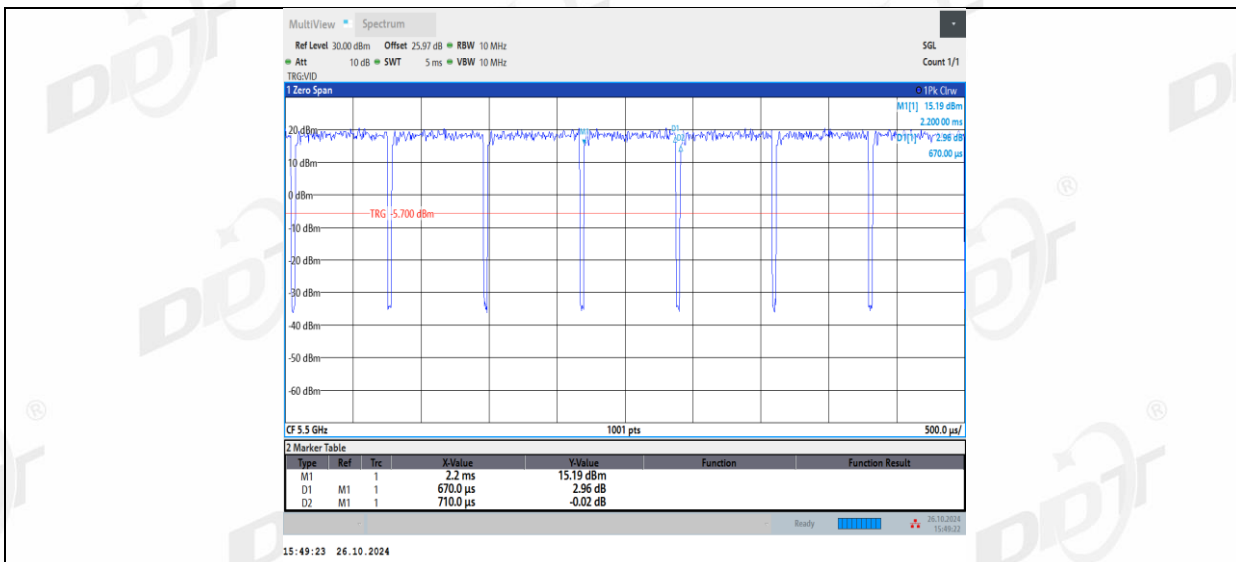 MultiView Spectrum
Ref Level 30.00 dBm Offset 25.97 dB RBW 10 MHz SGL
Att 10 dB SWT 5 ms VBW 10 MHz Count 1/1
TRG:VID
1 Zero Span 1Pk Clrw
M1[1] 15.19 dBm
2.200 00 ms
20 dBm M1 D1 D2 D1[1] 2.96 dB
670.00 µs
10 dBm
0 dBm
TRG -5.700 dBm
-10 dBm
-20 dBm
-30 dBm
-40 dBm
-50 dBm
-60 dBm
CF 5.5 GHz 1001 pts 500.0 µs/
2 Marker Table
Type Ref Trc X-Value Y-Value Function Function Result
M1 1 2.2 ms 15.19 dBm
D1 M1 1 670.0 µs 2.96 dB
D2 M1 1 710.0 µs -0.02 dB
Ready 26.10.2024
15:49:22
15:49:23 26.10.2024
DDT
®